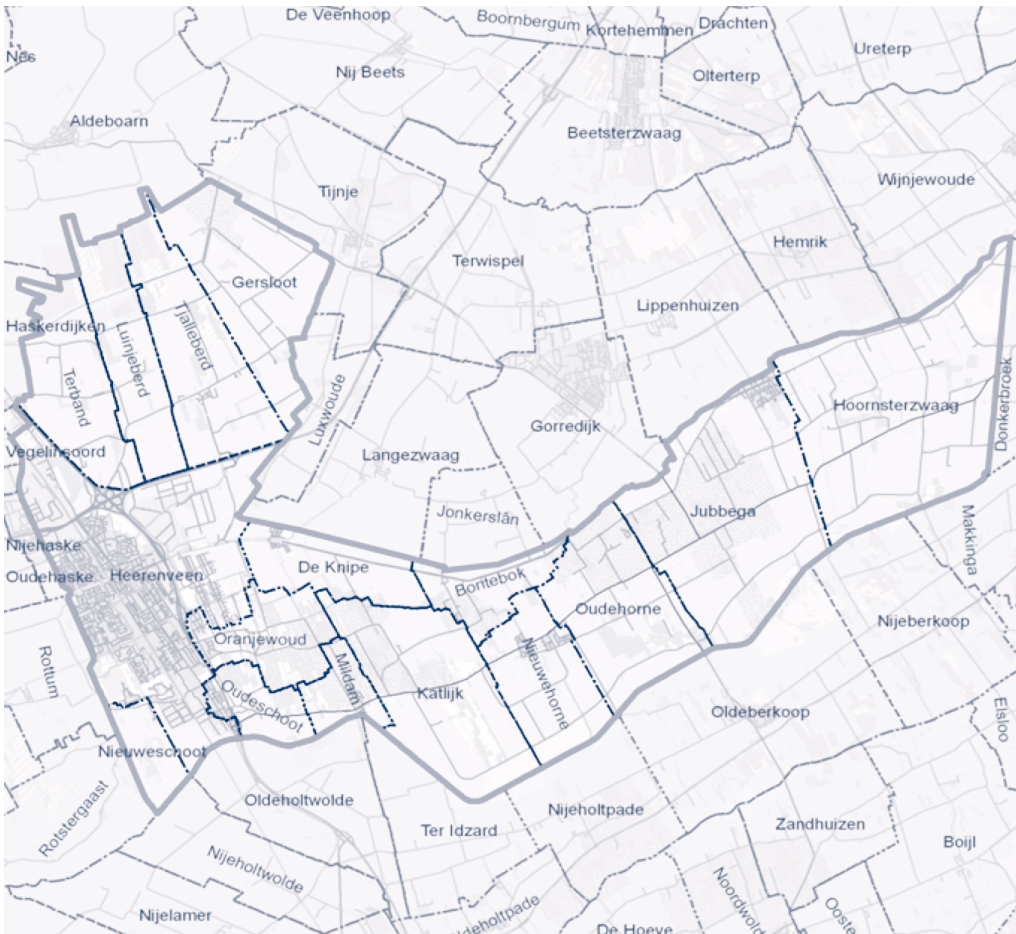 De Veenhoop
Boornbergum
Kortehemmen
Drachten
Nes
Nij Beets
Olterterp
Ureterp
Aldeboarn
Beetsterzwaag
Wijnjewoude
Tijnje
Hemrik
Terwispel
Gersloot
Lippenhuizen
Haskerdijken
Luinjeberd
Tjalleberd
Terband
Luxwoude
Hoornsterzwaag
Donkerbroek
Gorredijk
Vegelinsoord
Langezwaag
Jonkerslân
Jubbega
Makkinga
Nijehaske
Oudehaske
Heerenveen
De Knipe
Bontebok
Oudehorne
Nijeberkoop
Oranjewoud
Rottum
Mildam
Nieuwehorne
Katlijk
Oudeschoot
Oldeberkoop
Elsloo
Nieuweschoot
Oldeholtwolde
Nijeholtpade
Rotstergaast
Ter Idzard
Zandhuizen
Boijl
Nijeholtwolde
Noordwol
Nijelamer
ldeholtpade
De Hoeve
Ooste